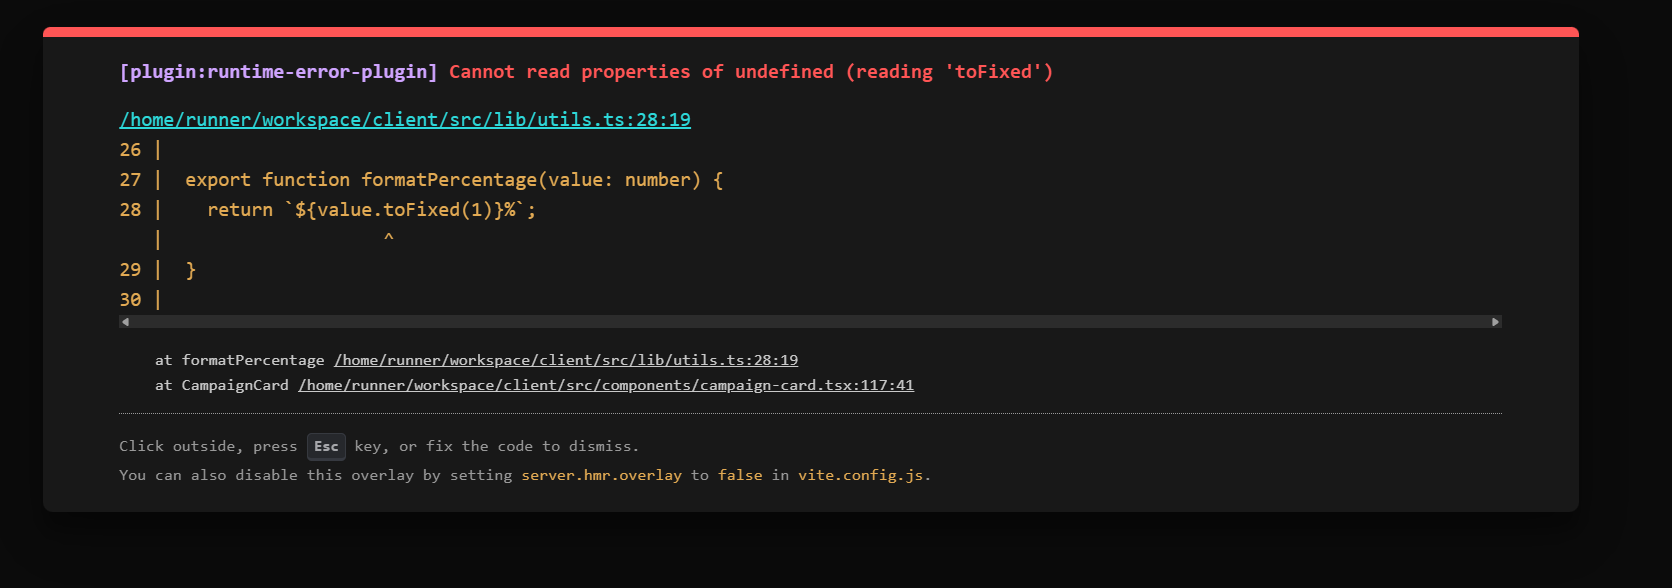 [plugin:runtime-error-plugin] Cannot read properties of undefined (reading 'toFixed')
/home/runner/workspace/client/src/lib/utils.ts:28:19
26 |
27 |  export function formatPercentage(value: number) {
28 |    return `${value.toFixed(1)}%`;
   |                    ^
29 |  }
30 |
at formatPercentage /home/runner/workspace/client/src/lib/utils.ts:28:19
at CampaignCard /home/runner/workspace/client/src/components/campaign-card.tsx:117:41
Click outside, press Esc key, or fix the code to dismiss.
You can also disable this overlay by setting server.hmr.overlay to false in vite.config.js.